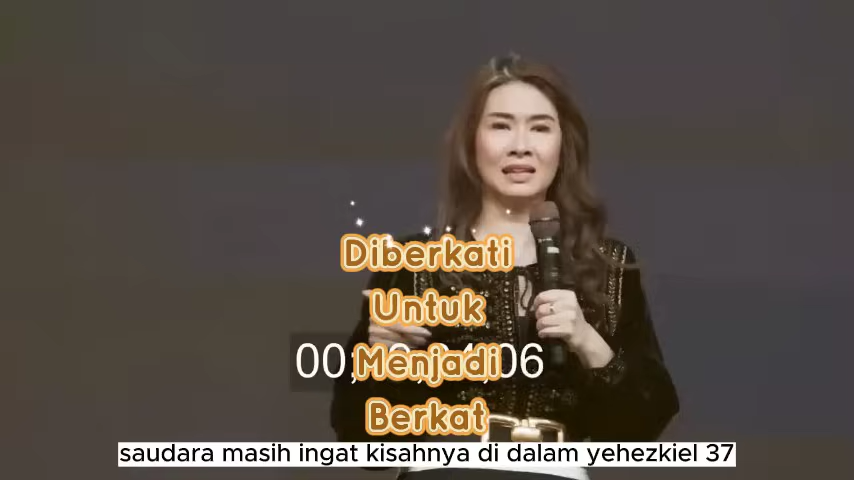 Diberkati
Untuk
Menjadi
Berkat
saudara masih ingat kisahnya di dalam yehezkiel 37